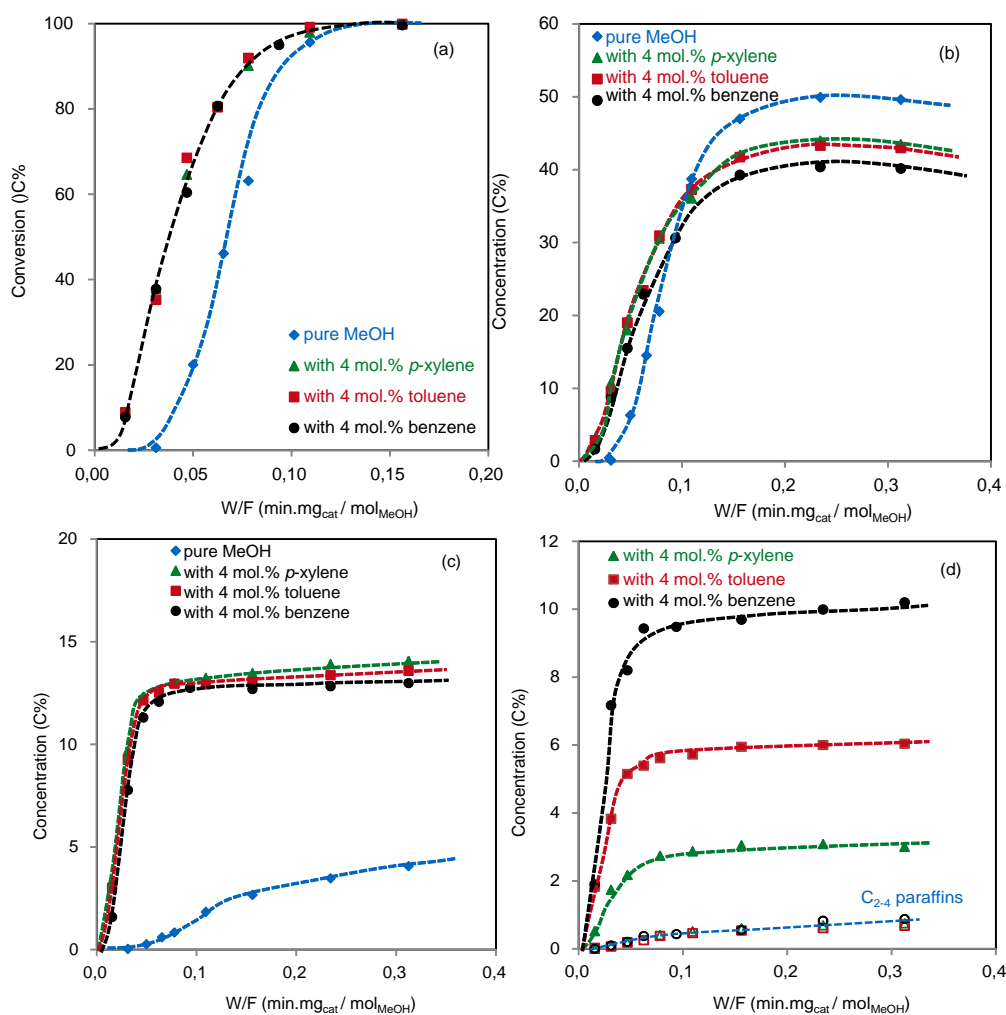 100
80
60
40
20
0
0,00
0,05
0,10
0,15
0,20
Conversion ()C%
W/F (min.mgcat / molMeOH)
(a)
pure MeOH
with 4 mol.% p-xylene
with 4 mol.% toluene
with 4 mol.% benzene
60
50
40
30
20
10
0
0,0
0,1
0,2
0,3
0,4
Concentration (C%)
W/F (min.mgcat / molMeOH)
(b)
pure MeOH
with 4 mol.% p-xylene
with 4 mol.% toluene
with 4 mol.% benzene
20
15
10
5
0
0,0
0,1
0,2
0,3
0,4
Concentration (C%)
W/F (min.mgcat / molMeOH)
(c)
pure MeOH
with 4 mol.% p-xylene
with 4 mol.% toluene
with 4 mol.% benzene
12
10
8
6
4
2
0
0,0
0,1
0,2
0,3
0,4
Concentration (C%)
W/F (min.mgcat / molMeOH)
(d)
with 4 mol.% p-xylene
with 4 mol.% toluene
with 4 mol.% benzene
C2-4 paraffins